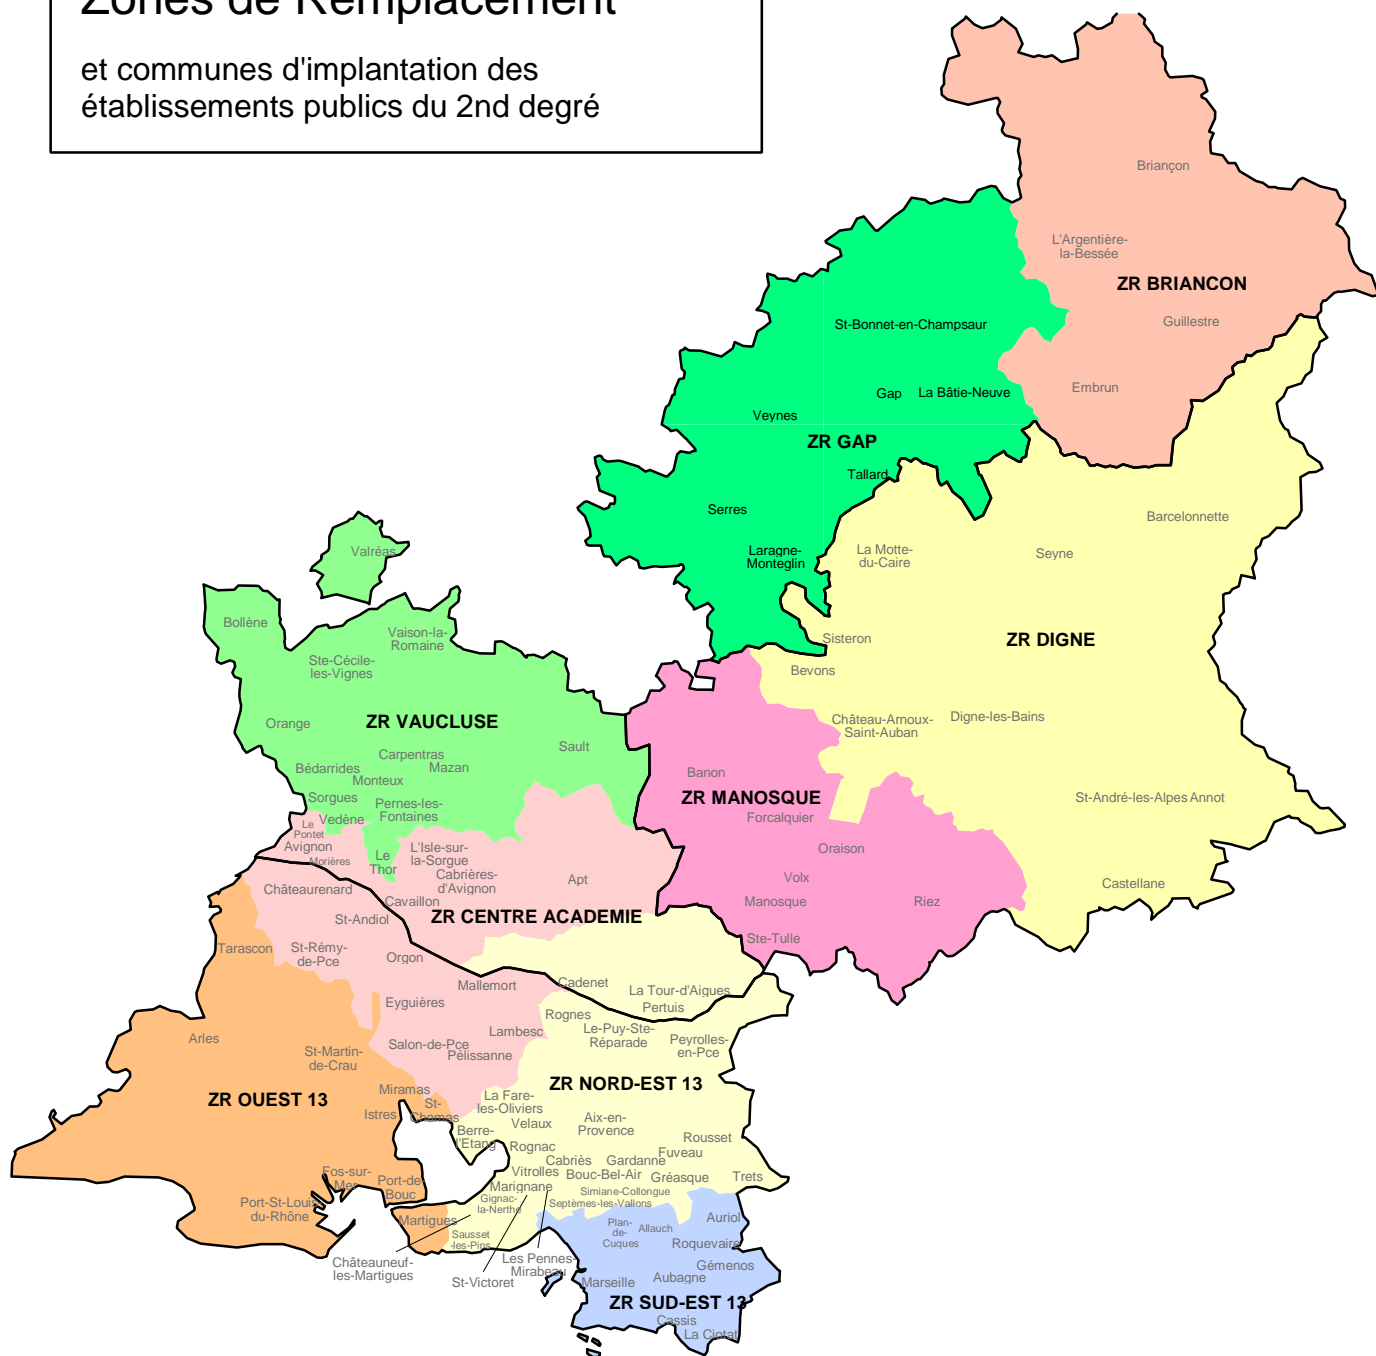 Zones de Remplacement
et communes d'implantation des
établissements publics du 2nd degré
Briançon
L'Argentière-
la-Bessée
ZR BRIANCON
Guillestre
Embrun
St-Bonnet-en-Champsaur
Gap
La Bâtie-Neuve
Veynes
ZR GAP
Tallard
Serres
Laragne-
Monteglin
La Motte-
du-Caire
Seyne
Barcelonnette
Sisteron
ZR DIGNE
Bevons
Château-Arnoux-
Saint-Auban
Digne-les-Bains
St-André-les-Alpes
Annot
Castellane
Valréas
Bollène
Vaison-la-
Romaine
Ste-Cécile-
les-Vignes
Orange
ZR VAUCLUSE
Sault
Carpentras
Bédarrides
Mazan
Monteux
Sorgues
Pernes-les-
Fontaines
Vedène
Le
Thor
Banon
ZR MANOSQUE
Forcalquier
Oraison
Volx
Manosque
Riez
Ste-Tulle
Le
Pontet
Avignon
Morières
L'Isle-sur-
la-Sorgue
Cabrières-
d'Avignon
Apt
Châteaurenard
Cavaillon
ZR CENTRE ACADEMIE
St-Andiol
St-Rémy-
de-Pce
Orgon
Mallemort
Eyguières
Lambesc
Salon-de-Pce
Pélissanne
Tarascon
Arles
St-Martin-
de-Crau
ZR OUEST 13
Miramas
Istres
St-
Chamas
Fos-sur-
Mer
Port-de-
Bouc
Port-St-Louis-
du-Rhône
Martigues
Cadenet
La Tour-d'Aigues
Pertuis
Rognes
Le-Puy-Ste-
Réparade
Peyrolles-
en-Pce
ZR NORD-EST 13
La Fare-
les-Oliviers
Velaux
Aix-en-
Provence
Berre-
l'Etang
Rognac
Rousset
Fuveau
Cabriès
Gardanne
Vitrolles
Bouc-Bel-Air
Gréasque
Trets
Marignane
Simiane-Collongue
Gignac-
la-Nerthe
Septèmes-les-Vallons
Sausset
-les-Pins
Châteauneuf-
les-Martigues
St-Victoret
Les Pennes-
Mirabeau
Plan-
de-
Cuques
Allauch
Auriol
Roquevaire
Gémenos
Marseille
Aubagne
ZR SUD-EST 13
Cassis
La Ciotat